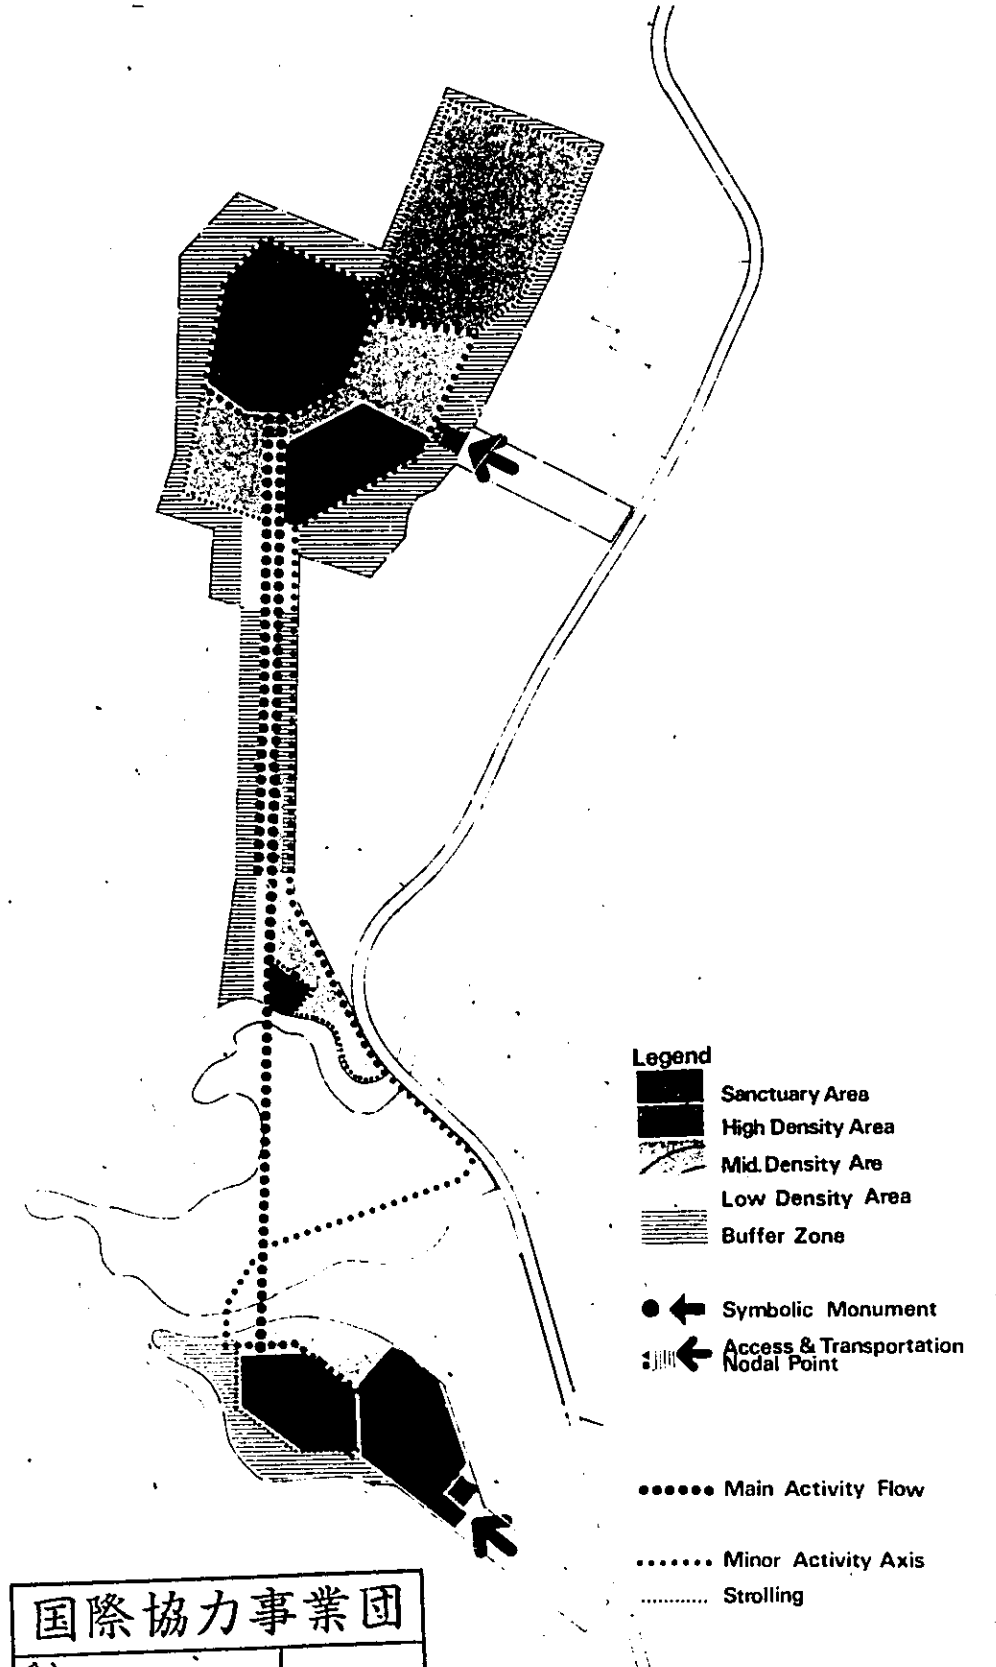 Legend
Sanctuary Area
High Density Area
Mid. Density Are
Low Density Area
Buffer Zone
Symbolic Monument
Access & Transportation
Nodal Point
Main Activity Flow
Minor Activity Axis
Strolling
国際協力事業団